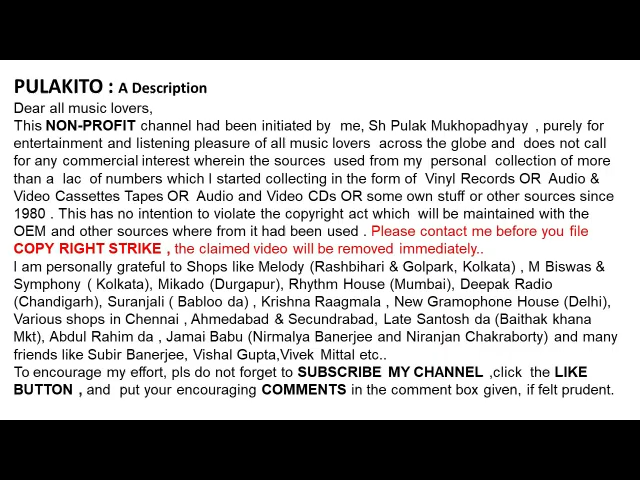 PULAKITO : A Description
Dear all music lovers,
This NON-PROFIT channel had been initiated by me, Sh Pulak Mukhopadhyay , purely for
entertainment and listening pleasure of all music lovers across the globe and does not call
for any commercial interest wherein the sources used from my personal collection of more
than a lac of numbers which I started collecting in the form of Vinyl Records OR Audio &
Video Cassettes Tapes OR Audio and Video CDs OR some own stuff or other sources since
1980 . This has no intention to violate the copyright act which will be maintained with the
OEM and other sources where from it had been used . Please contact me before you file
COPY RIGHT STRIKE , the claimed video will be removed immediately..
I am personally grateful to Shops like Melody (Rashbihari & Golpark, Kolkata) , M Biswas &
Symphony ( Kolkata), Mikado (Durgapur), Rhythm House (Mumbai), Deepak Radio
(Chandigarh), Suranjali ( Babloo da) , Krishna Raagmala , New Gramophone House (Delhi),
Various shops in Chennai , Ahmedabad & Secundrabad, Late Santosh da (Baithak khana
Mkt), Abdul Rahim da , Jamai Babu (Nirmalya Banerjee and Niranjan Chakraborty) and many
friends like Subir Banerjee, Vishal Gupta,Vivek Mittal etc..
To encourage my effort, pls do not forget to SUBSCRIBE MY CHANNEL ,click the LIKE
BUTTON , and put your encouraging COMMENTS in the comment box given, if felt prudent.